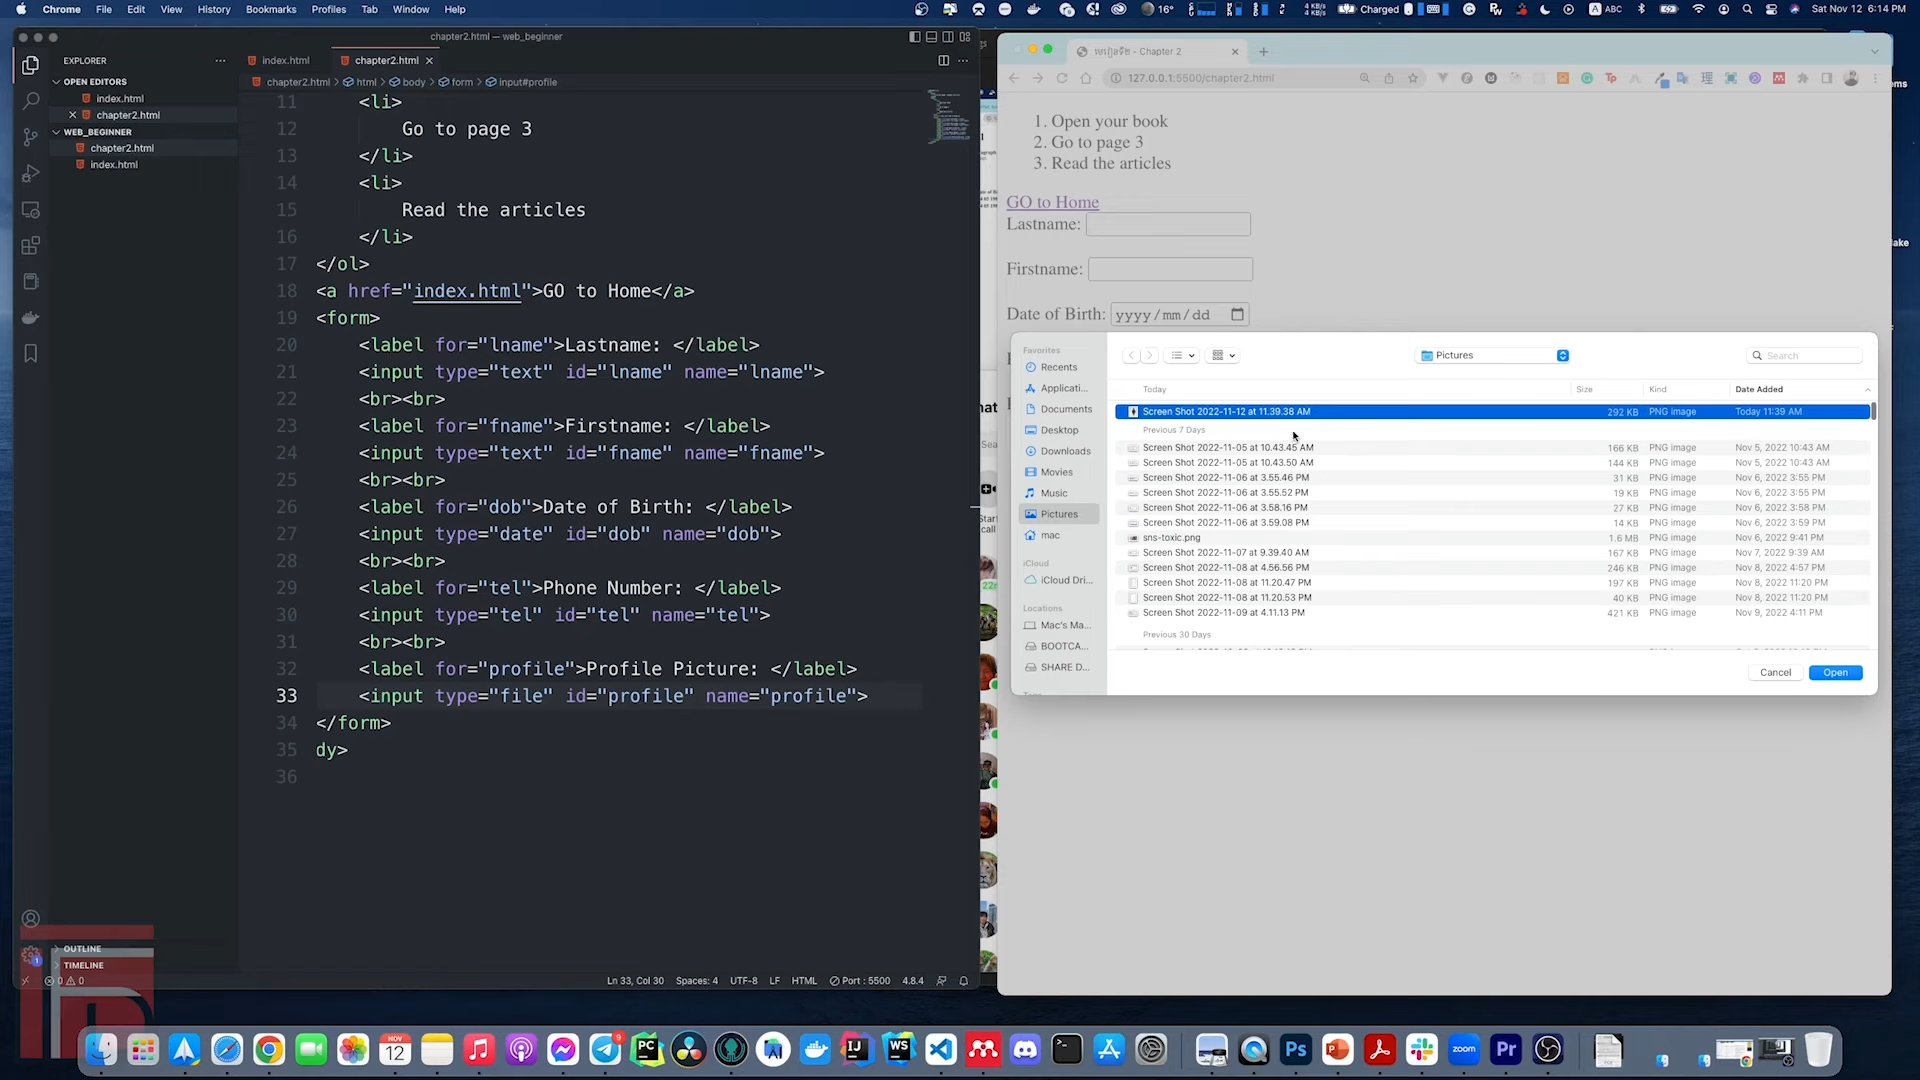 Chrome File Edit View History Bookmarks Profiles Tab Window Help
16° 4 KB/s 4 KB/s Charged ABC Sat Nov 12 6:14 PM
chapter2.html — web_beginner
EXPLORER
OPEN EDITORS
index.html
chapter2.html
WEB_BEGINNER
chapter2.html
index.html
OUTLINE
TIMELINE
index.html chapter2.html
chapter2.html html body form input#profile
11 <li>
12 Go to page 3
13 </li>
14 <li>
15 Read the articles
16 </li>
17 </ol>
18 <a href="index.html">GO to Home</a>
19 <form>
20 <label for="lname">Lastname: </label>
21 <input type="text" id="lname" name="lname">
22 <br><br>
23 <label for="fname">Firstname: </label>
24 <input type="text" id="fname" name="fname">
25 <br><br>
26 <label for="dob">Date of Birth: </label>
27 <input type="date" id="dob" name="dob">
28 <br><br>
29 <label for="tel">Phone Number: </label>
30 <input type="tel" id="tel" name="tel">
31 <br><br>
32 <label for="profile">Profile Picture: </label>
33 <input type="file" id="profile" name="profile">
34 </form>
35 dy>
36
0 0 Ln 33, Col 30 Spaces: 4 UTF-8 LF HTML Port : 5500 4.8.4
- Chapter 2
127.0.0.1:5500/chapter2.html
1. Open your book
2. Go to page 3
3. Read the articles
GO to Home
Lastname:
Firstname:
Date of Birth: yyyy/mm/dd
Favorites
Recents
Applicati...
Documents
Desktop
Downloads
Movies
Music
Pictures
mac
iCloud
iCloud Dri...
Locations
Mac's Ma...
BOOTCA...
SHARE D...
Pictures
Search
Today Size Kind Date Added
Screen Shot 2022-11-12 at 11.39.38 AM 292 KB PNG image Today 11:39 AM
Previous 7 Days
Screen Shot 2022-11-05 at 10.43.45 AM 166 KB PNG image Nov 5, 2022 10:43 AM
Screen Shot 2022-11-05 at 10.43.50 AM 144 KB PNG image Nov 5, 2022 10:43 AM
Screen Shot 2022-11-06 at 3.55.46 PM 31 KB PNG image Nov 6, 2022 3:55 PM
Screen Shot 2022-11-06 at 3.55.52 PM 19 KB PNG image Nov 6, 2022 3:55 PM
Screen Shot 2022-11-06 at 3.58.16 PM 27 KB PNG image Nov 6, 2022 3:58 PM
Screen Shot 2022-11-06 at 3.59.08 PM 14 KB PNG image Nov 6, 2022 3:59 PM
sns-toxic.png 1.6 MB PNG image Nov 6, 2022 9:41 PM
Screen Shot 2022-11-07 at 9.39.40 AM 167 KB PNG image Nov 7, 2022 9:39 AM
Screen Shot 2022-11-08 at 4.56.56 PM 246 KB PNG image Nov 8, 2022 4:57 PM
Screen Shot 2022-11-08 at 11.20.47 PM 197 KB PNG image Nov 8, 2022 11:20 PM
Screen Shot 2022-11-08 at 11.20.53 PM 40 KB PNG image Nov 8, 2022 11:20 PM
Screen Shot 2022-11-09 at 4.11.13 PM 421 KB PNG image Nov 9, 2022 4:11 PM
Previous 30 Days
Cancel Open
NOV 12
PC IJ WS Ps zoom Pr